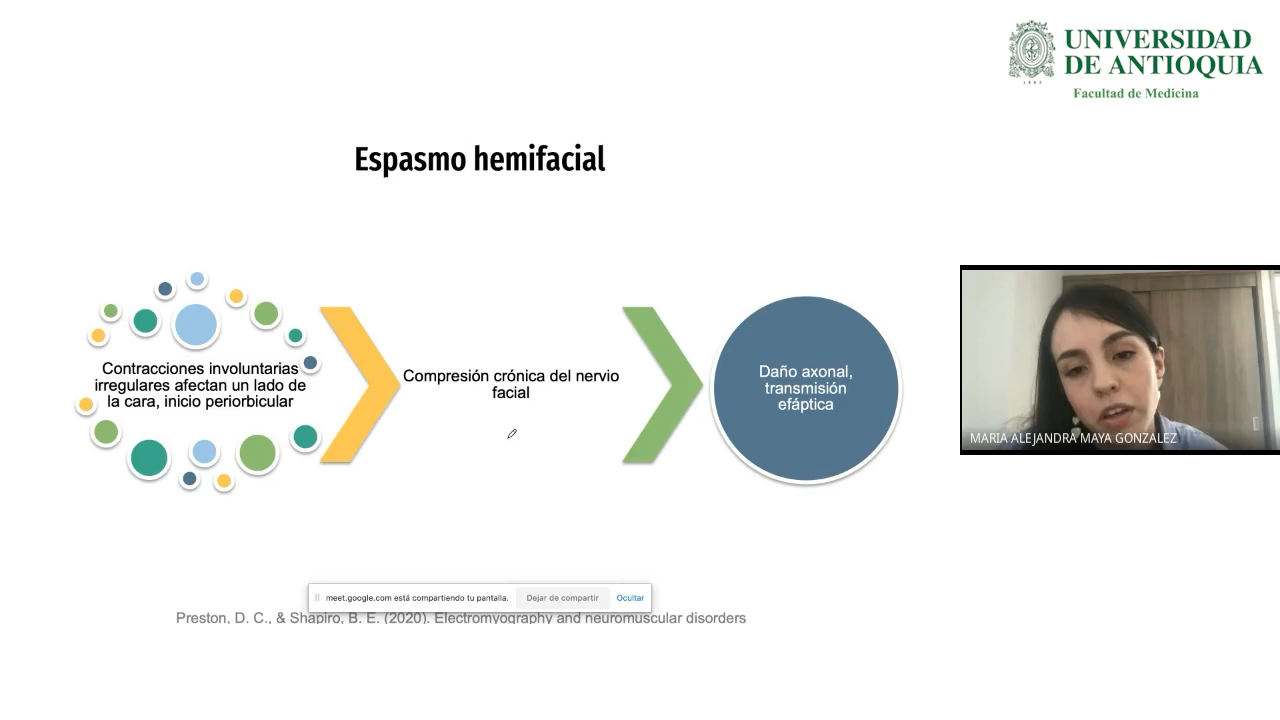 UNIVERSIDAD
DE ANTIOQUIA
1803
Facultad de Medicina
Espasmo hemifacial
Contracciones involuntarias
irregulares afectan un lado de
la cara, inicio periorbicular
Compresión crónica del nervio
facial
Daño axonal,
transmisión
efáptica
MARIA ALEJANDRA MAYA GONZALEZ
meet.google.com está compartiendo tu pantalla.
Dejar de compartir
Ocultar
Preston, D. C., & Shapiro, B. E. (2020). Electromyography and neuromuscular disorders